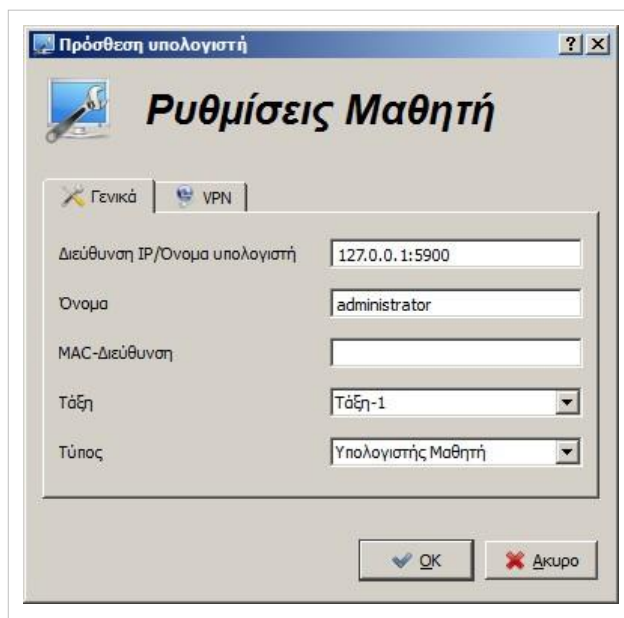 Πρόσθεση υπολογιστή
Ρυθμίσεις Μαθητή
Γενικά VPN
Διεύθυνση IP/Όνομα υπολογιστή 127.0.0.1:5900
Όνομα administrator
MAC-Διεύθυνση
Τάξη Τάξη-1
Τύπος Υπολογιστής Μαθητή
OK Ακυρο